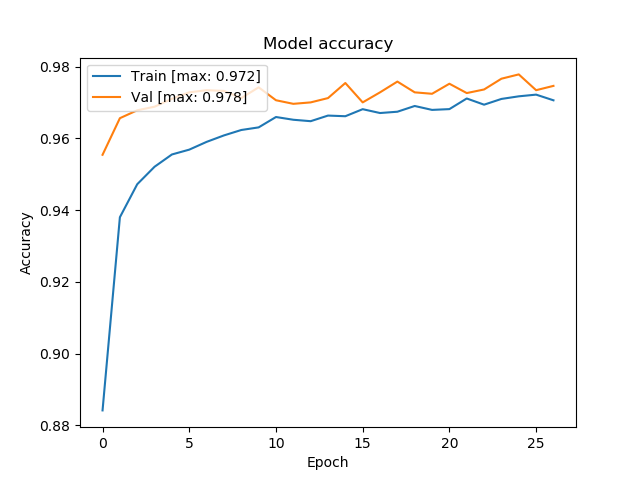 Model accuracy
Train [max: 0.972]
Val [max: 0.978]
Accuracy
0.98
0.96
0.94
0.92
0.90
0.88
0 5 10 15 20 25
Epoch